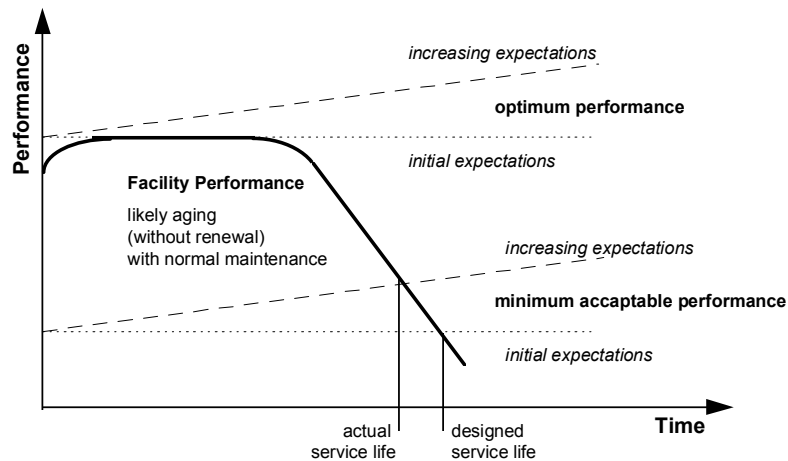 Performance
increasing expectations
optimum performance
initial expectations
Facility Performance
likely aging
(without renewal)
with normal maintenance
increasing expectations
minimum accaptable performance
initial expectations
Time
actual
service life
designed
service life